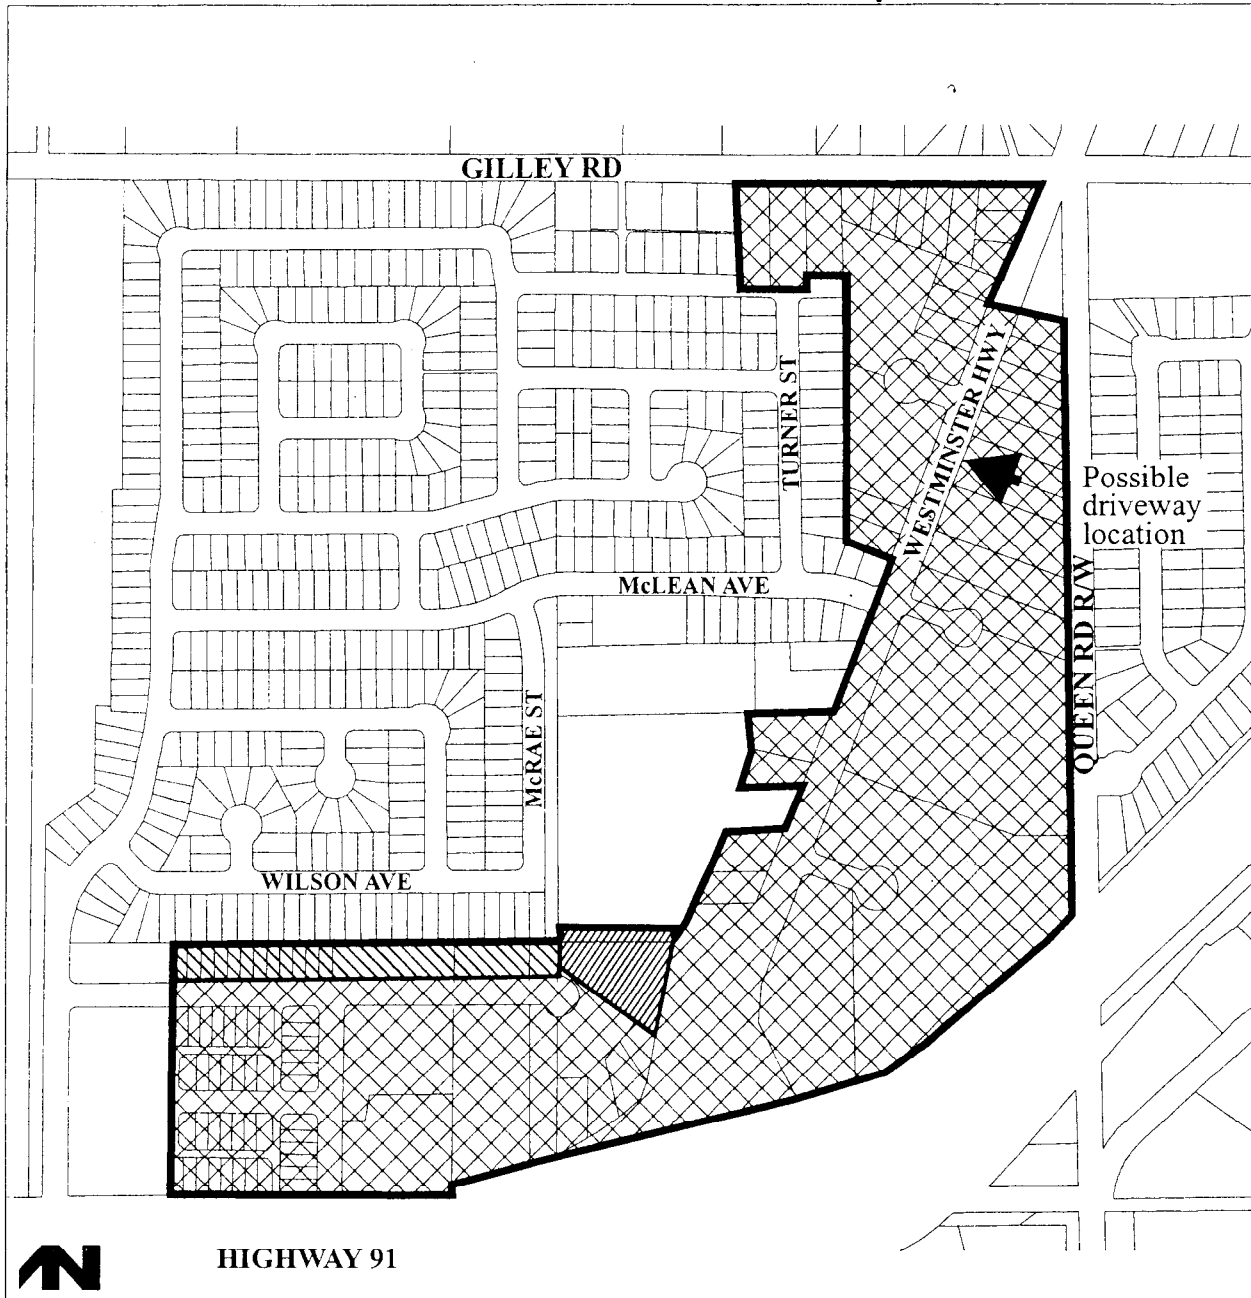 GILLEY RD
TURNER ST
WESTMINSTER HWY
Possible
driveway
location
McLEAN AVE
QUEEN RD R/W
McRAE ST
WILSON AVE
HIGHWAY 91
N